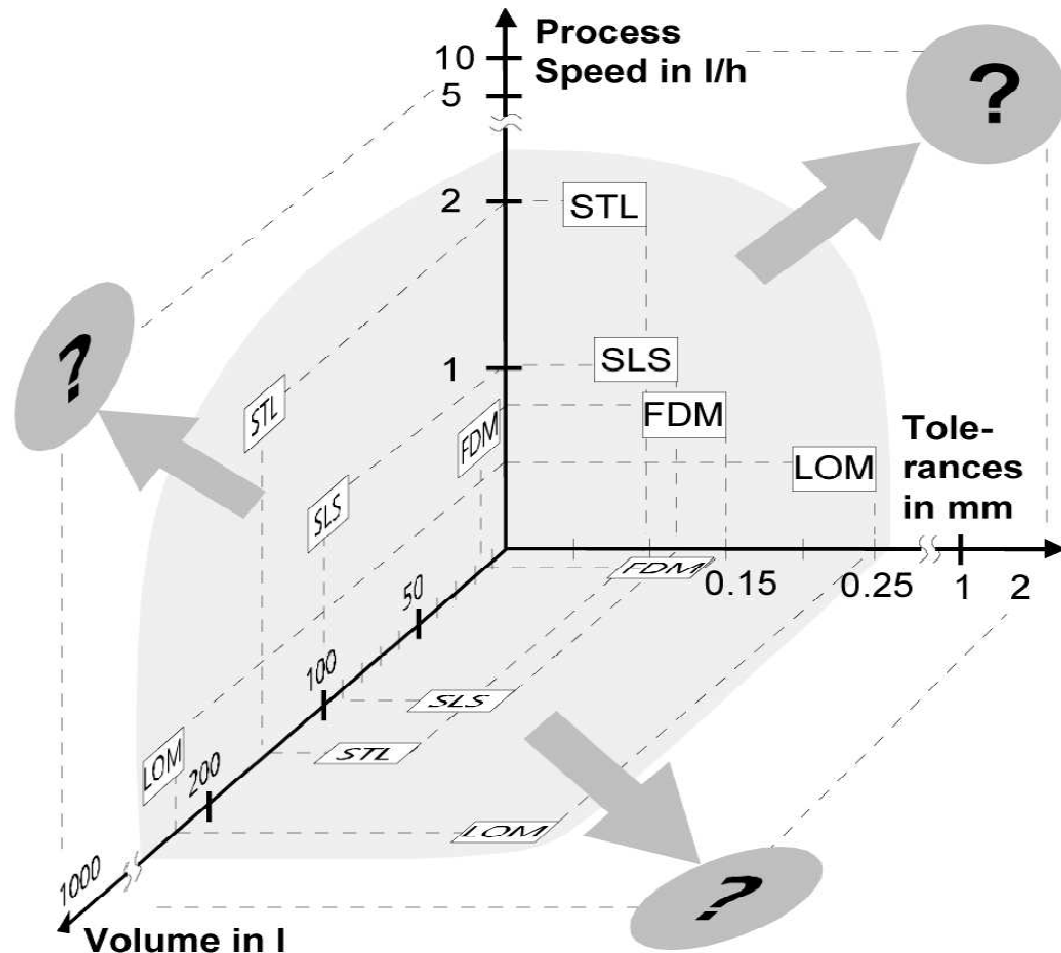 Process
Speed in l/h
10
5
2
1
?
?
STL
SLS
FDM
LOM
STL
SLS
FDM
LOM
Tole-
rances
in mm
0.15
0.25
1
2
FDM
SLS
STL
LOM
50
100
200
1000
Volume in l
?